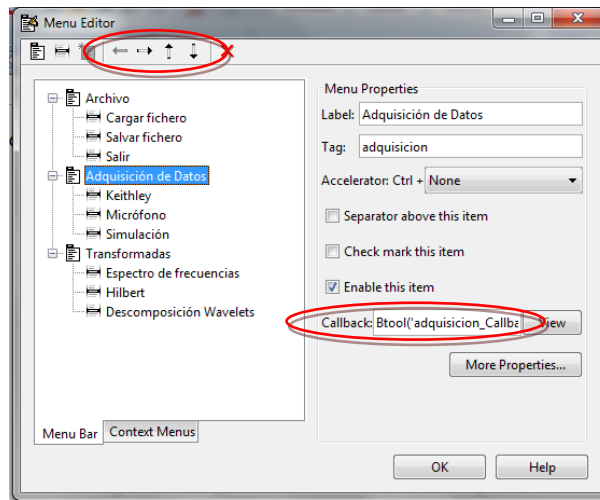 Menu Editor
Archivo
Cargar fichero
Salvar fichero
Salir
Adquisición de Datos
Keithley
Micrófono
Simulación
Transformadas
Espectro de frecuencias
Hilbert
Descomposición Wavelets
Menu Bar
Context Menus
Menu Properties
Label: Adquisición de Datos
Tag: adquisicion
Accelerator: Ctrl + None
Separator above this item
Check mark this item
Enable this item
Callback: Btool('adquisicion_Callba View
More Properties...
OK Help